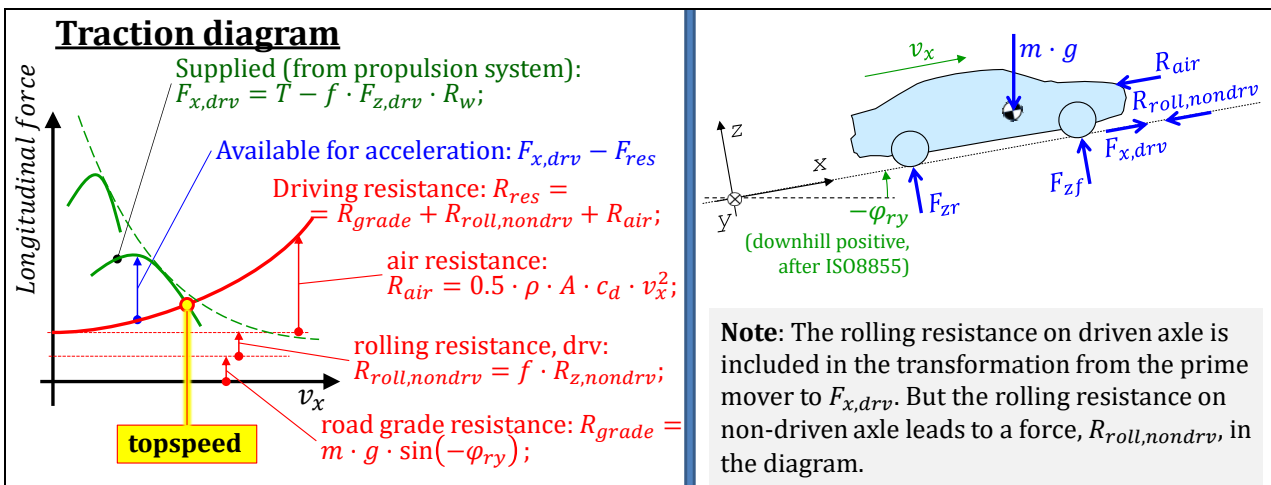 Traction diagram
Supplied (from propulsion system):
F_{x,drv} = T − f · F_{z,drv} · R_w;
Longitudinal force
Available for acceleration: F_{x,drv} − F_{res}
Driving resistance: R_{res} =
= R_{grade} + R_{roll,nondrv} + R_{air};
air resistance:
R_{air} = 0.5 · ρ · A · c_d · v_x^2;
rolling resistance, drv:
R_{roll,nondrv} = f · R_{z,nondrv};
v_x
road grade resistance: R_{grade} =
m · g · sin(−φ_{ry}) ;
topspeed
v_x
m · g
R_{air}
R_{roll,nondrv}
F_{x,drv}
F_{zf}
F_{zr}
z
x
y
−φ_{ry}
(downhill positive,
after ISO8855)
Note: The rolling resistance on driven axle is
included in the transformation from the prime
mover to F_{x,drv}. But the rolling resistance on
non-driven axle leads to a force, R_{roll,nondrv}, in
the diagram.